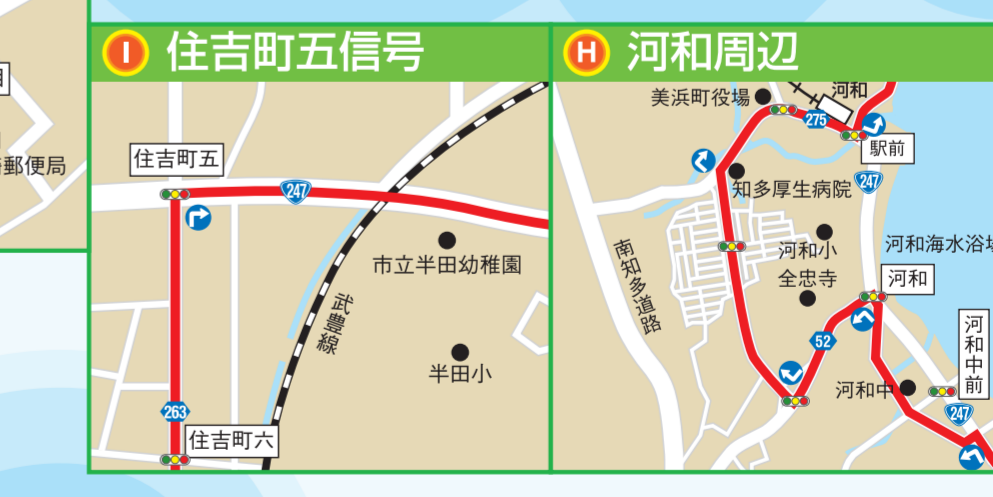 郵便局
I 住吉町五信号
住吉町五
247
市立半田幼稚園
武豊線
半田小
263
住吉町六
H 河和周辺
美浜町役場
河和
275
駅前
知多厚生病院
247
河和小
河和海水浴場
南知多道路
全忠寺
河和
52
河和中前
河和中
247